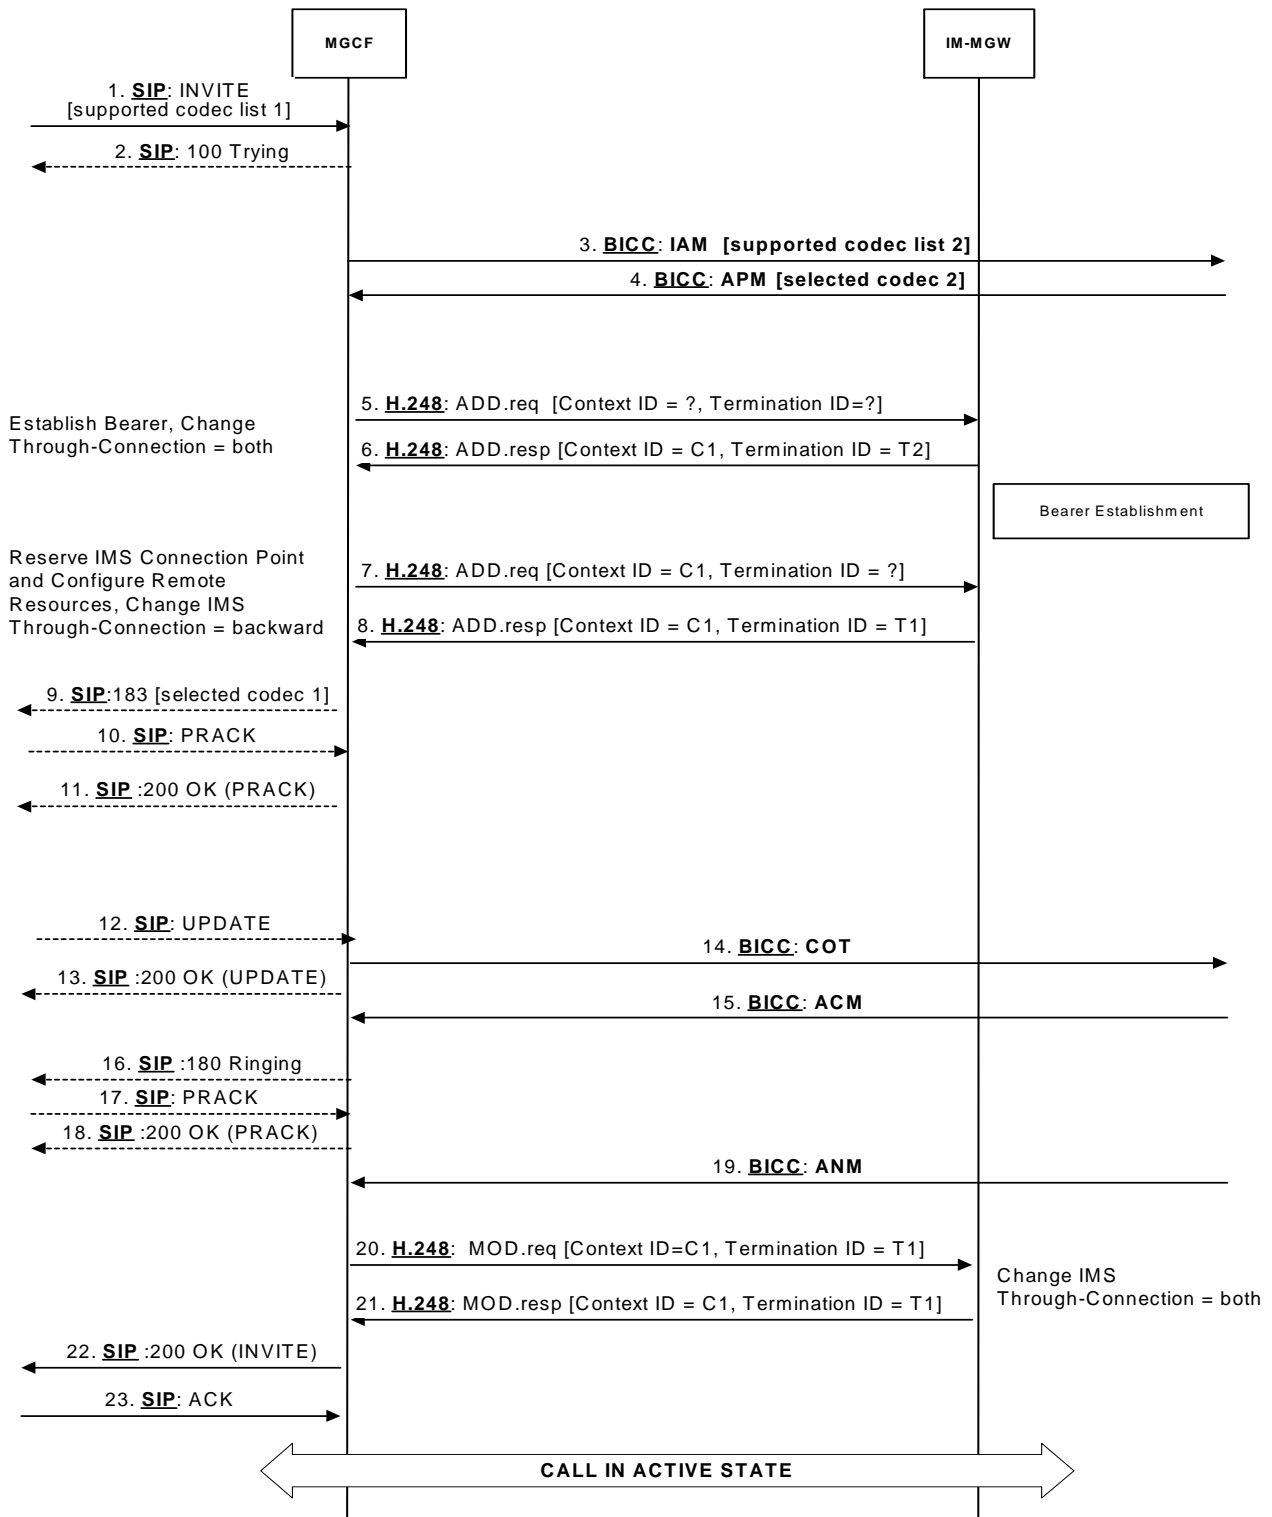 MGCF
IM-MGW
1. SIP: INVITE
[supported codec list 1]
2. SIP: 100 Trying
3. BICC: IAM [supported codec list 2]
4. BICC: APM [selected codec 2]
5. H.248: ADD.req [Context ID = ?, Termination ID=?]
Establish Bearer, Change
Through-Connection = both
6. H.248: ADD.resp [Context ID = C1, Termination ID = T2]
Bearer Establishment
Reserve IMS Connection Point
and Configure Remote
Resources, Change IMS
Through-Connection = backward
7. H.248: ADD.req [Context ID = C1, Termination ID = ?]
8. H.248: ADD.resp [Context ID = C1, Termination ID = T1]
9. SIP:183 [selected codec 1]
10. SIP: PRACK
11. SIP :200 OK (PRACK)
12. SIP: UPDATE
14. BICC: COT
13. SIP :200 OK (UPDATE)
15. BICC: ACM
16. SIP :180 Ringing
17. SIP: PRACK
18. SIP :200 OK (PRACK)
19. BICC: ANM
20. H.248: MOD.req [Context ID=C1, Termination ID = T1]
21. H.248: MOD.resp [Context ID = C1, Termination ID = T1]
Change IMS
Through-Connection = both
22. SIP :200 OK (INVITE)
23. SIP: ACK
CALL IN ACTIVE STATE